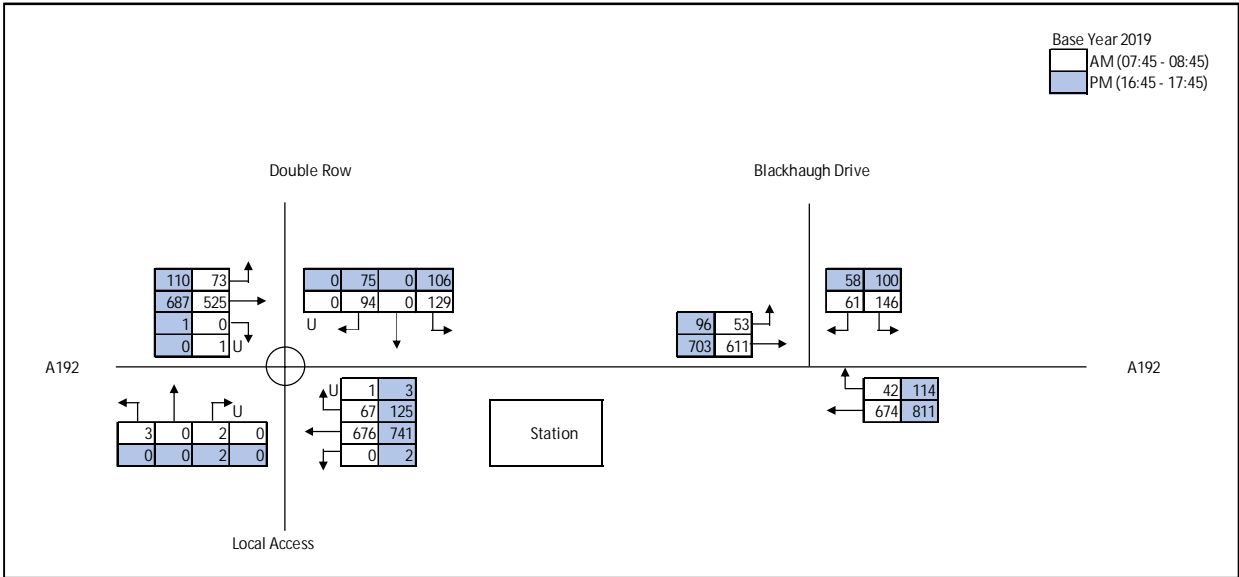 Base Year 2019
AM (07:45 - 08:45)
PM (16:45 - 17:45)
Double Row
Blackhaugh Drive
110 73
687 525
1 0
0 1 U
0 75 0 106
0 94 0 129
U
96 53
703 611
58 100
61 146
A192
A192
U 1 3
67 125
676 741
0 2
42 114
674 811
U
3 0 2 0
0 0 2 0
Station
Local Access